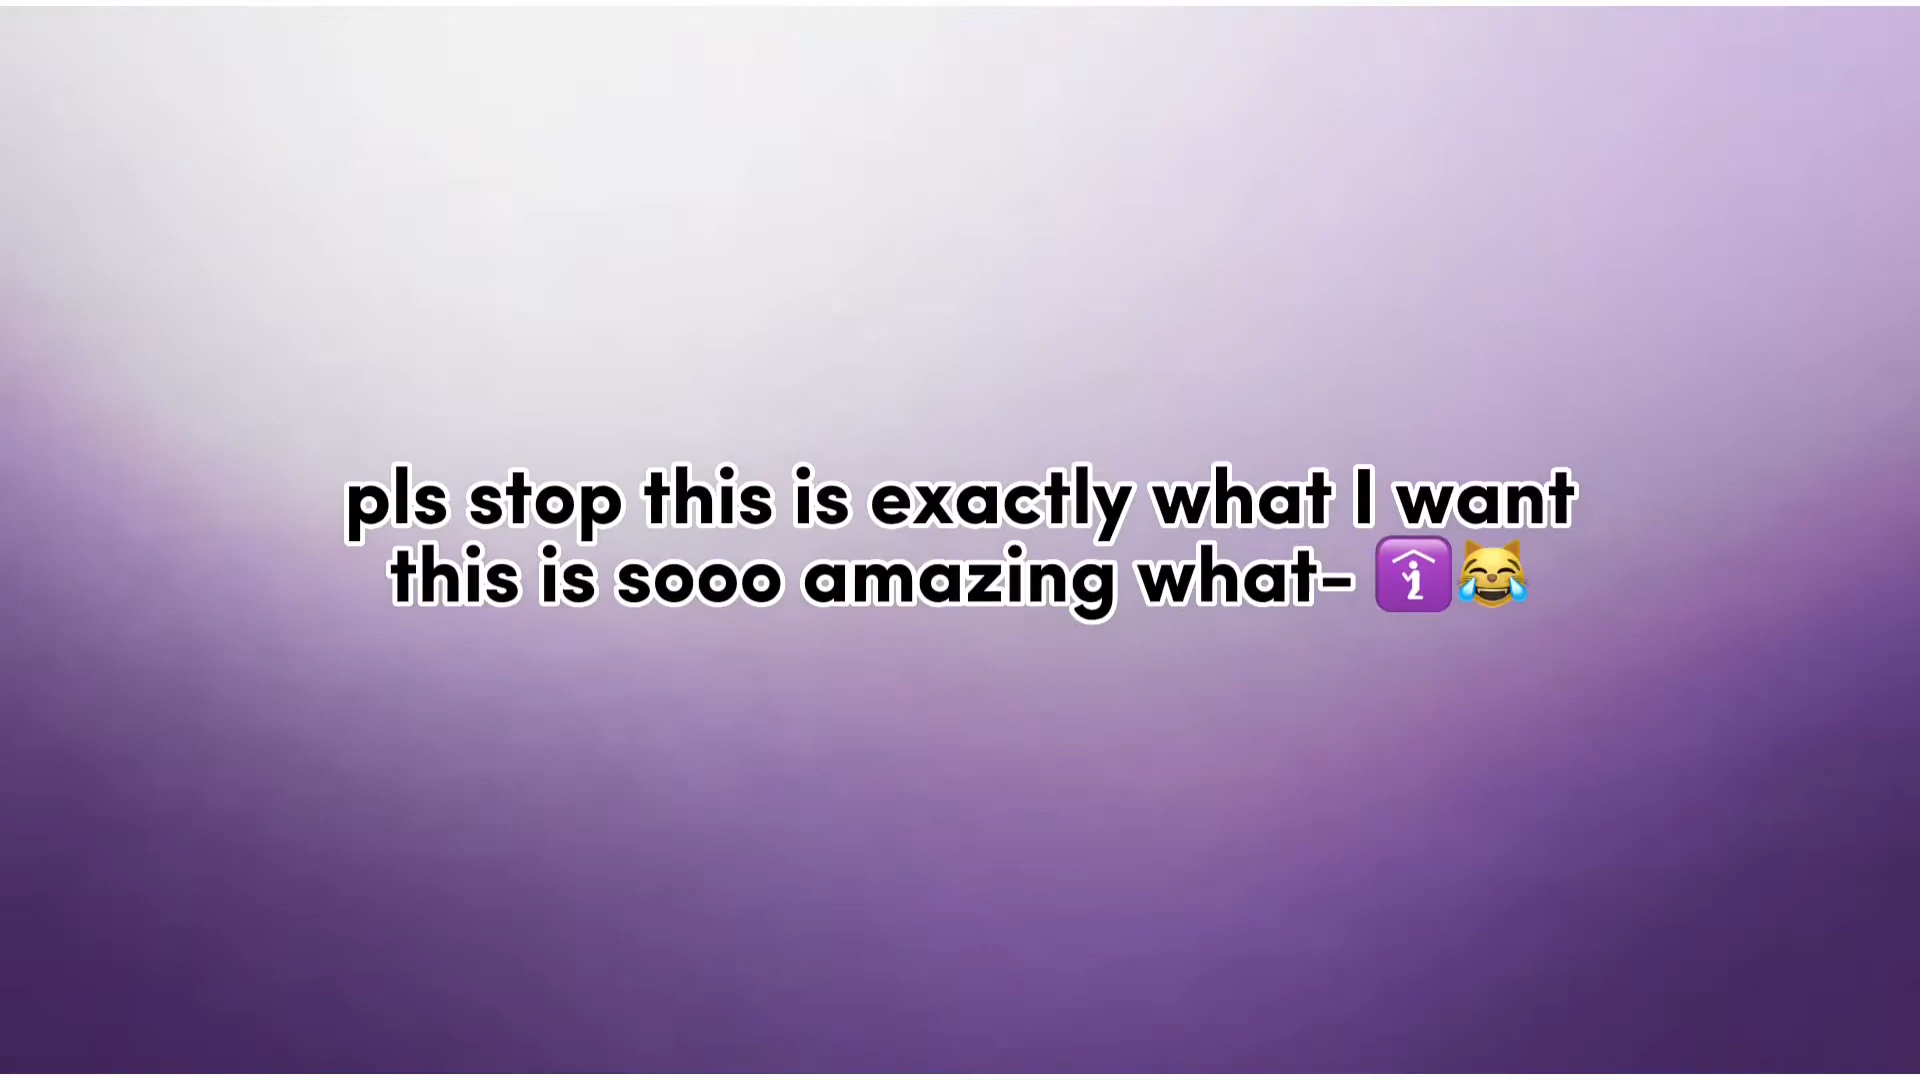 pls stop this is exactly what I want
this is sooo amazing what- 🛐😹